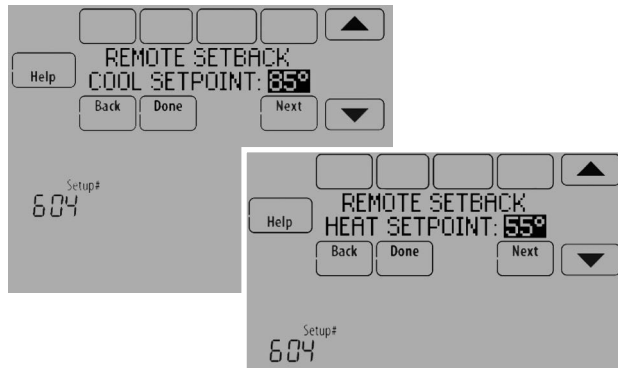 REMOTE SETBACK
Help
COOL SETPOINT: 85°
Back Done Next
Setup#
604
REMOTE SETBACK
Help
HEAT SETPOINT: 55°
Back Done Next
Setup#
604